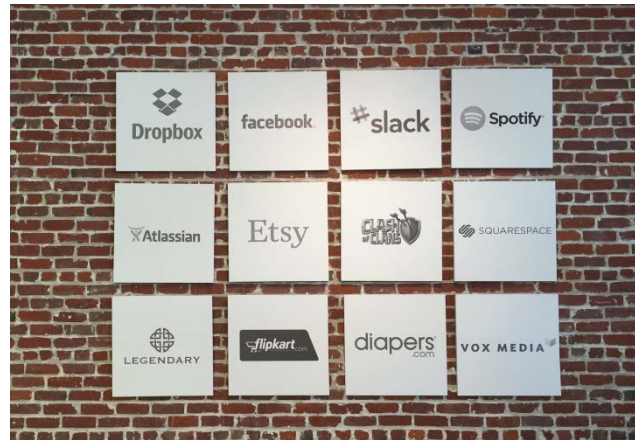 Dropbox
facebook
slack
Spotify
Atlassian
Etsy
CLASH
of CLANS
SQUARESPACE
LEGENDARY
flipkart.com
diapers
.com
VOX MEDIA